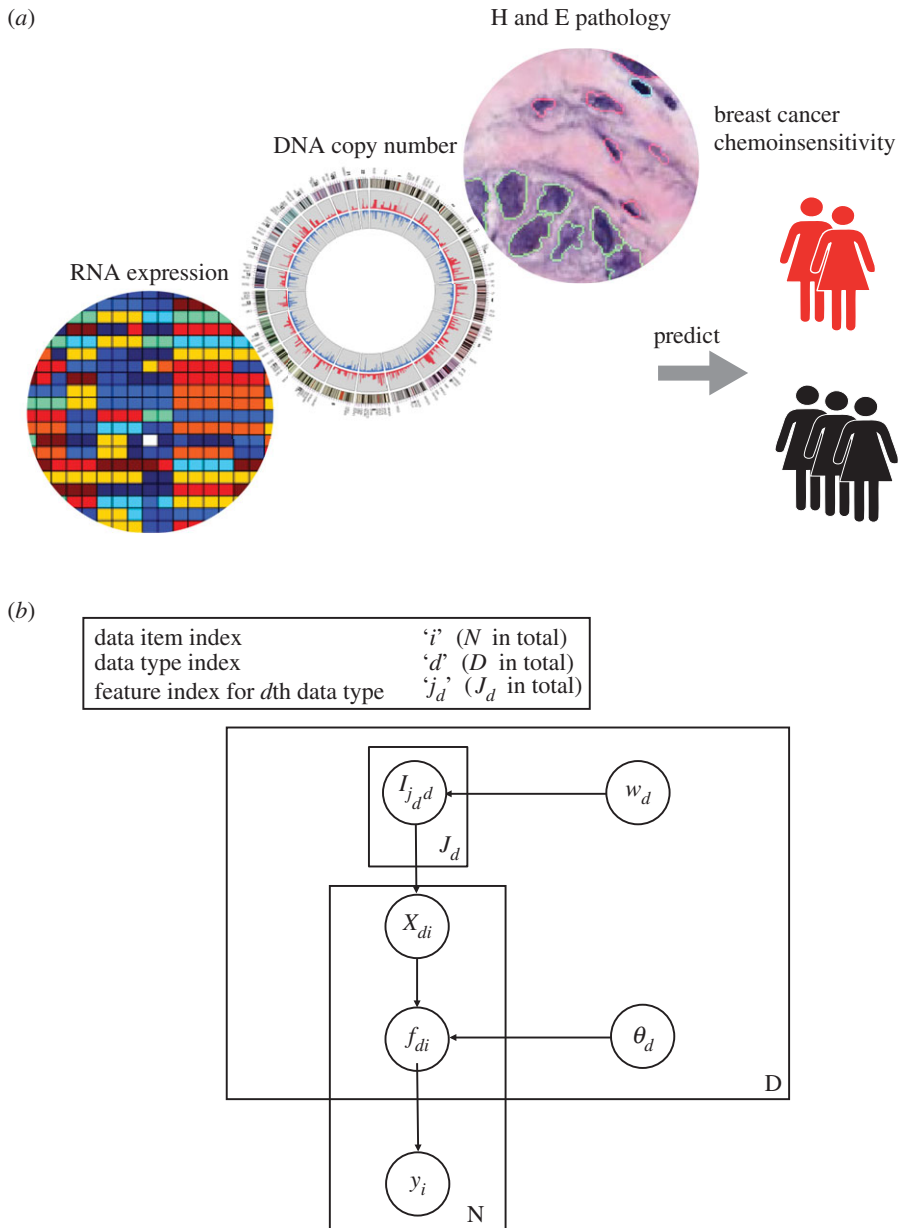 (a)
H and E pathology
breast cancer
chemoinsensitivity
DNA copy number
RNA expression
predict
(b)
data item index ‘i’ (N in total)
data type index ‘d’ (D in total)
feature index for dth data type ‘j_d’ (J_d in total)
I_{j_d d}
w_d
J_d
X_{di}
f_{di}
θ_d
D
y_i
N